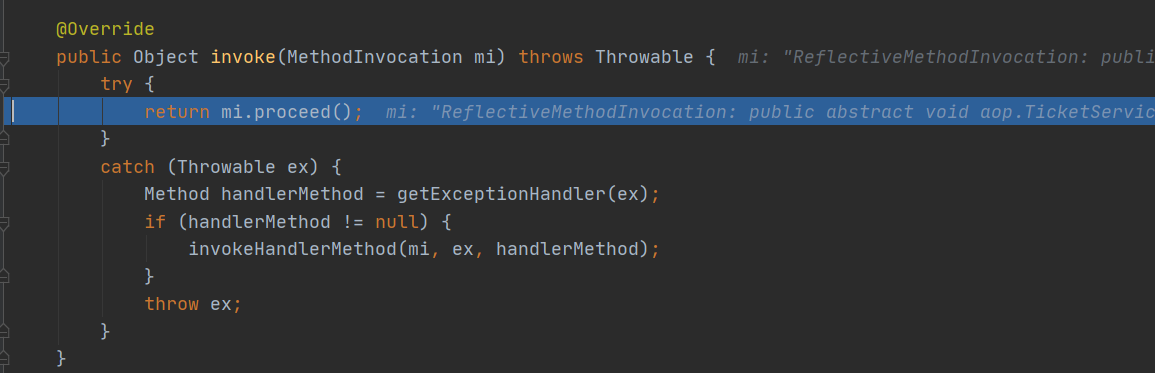 @Override
public Object invoke(MethodInvocation mi) throws Throwable {  mi: "ReflectiveMethodInvocation: publi
    try {
        return mi.proceed();  mi: "ReflectiveMethodInvocation: public abstract void aop.TicketServic
    }
    catch (Throwable ex) {
        Method handlerMethod = getExceptionHandler(ex);
        if (handlerMethod != null) {
            invokeHandlerMethod(mi, ex, handlerMethod);
        }
        throw ex;
    }
}